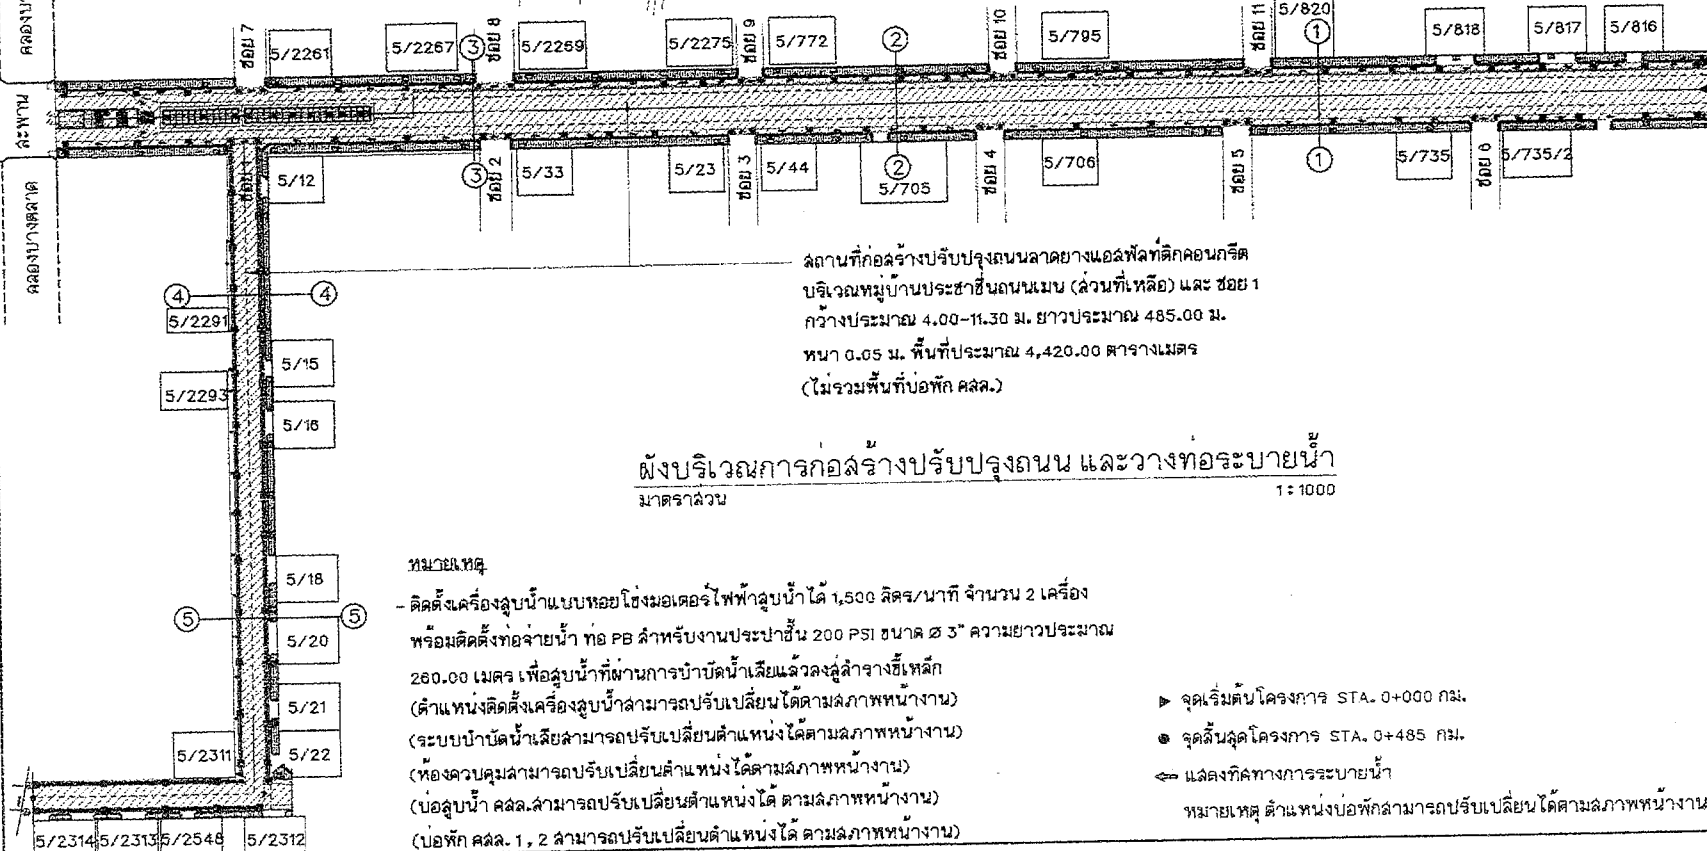 คลองบา
ซอย 7
5/2261
5/2267
3
ซอย 8
5/2269
5/2275
ซอย 9
5/772
2
ซอย 10
5/795
ซอย 11
5/820
1
5/818
5/817
5/816
สะพาน
คลองบางตลาด
ซอย 1
5/12
3
ซอย 2
5/33
5/23
ซอย 3
5/44
2
5/705
ซอย 4
5/706
ซอย 5
1
5/735
ซอย 6
5/735/2
สถานที่ก่อสร้างปรับปรุงถนนลาดยางแอสฟัลท์ติกคอนกรีต
บริเวณหมู่บ้านประชาชื่นถนนเมน (ส่วนที่เหลือ) และ ซอย 1
กว้างประมาณ 4.00-11.30 ม. ยาวประมาณ 485.00 ม.
หนา 0.05 ม. พื้นที่ประมาณ 4,420.00 ตารางเมตร
(ไม่รวมพื้นที่บ่อพัก คสล.)
4
4
5/2291
5/15
5/2293
5/16
ผังบริเวณการก่อสร้างปรับปรุงถนน และวางท่อระบายน้ำ
มาตราส่วน 1:1000
5/18
5
5
5/20
5/21
5/2311
5/22
5/2314
5/2313
5/2548
5/2312
หมายเหตุ
- ติดตั้งเครื่องสูบน้ำแบบหอยโข่งมอเตอร์ไฟฟ้าสูบน้ำได้ 1,500 ลิตร/นาที จำนวน 2 เครื่อง
พร้อมติดตั้งท่อจ่ายน้ำ ท่อ PB สำหรับงานประปาชั้น 200 PSI ขนาด Ø 3" ความยาวประมาณ
260.00 เมตร เพื่อสูบน้ำที่ผ่านการบำบัดน้ำเสียแล้วลงสู่ลำรางขี้เหล็ก
(ตำแหน่งติดตั้งเครื่องสูบน้ำสามารถปรับเปลี่ยนได้ตามสภาพหน้างาน)
(ระบบบำบัดน้ำเสียสามารถปรับเปลี่ยนตำแหน่งได้ตามสภาพหน้างาน)
(ห้องควบคุมสามารถปรับเปลี่ยนตำแหน่งได้ตามสภาพหน้างาน)
(บ่อสูบน้ำ คสล.สามารถปรับเปลี่ยนตำแหน่งได้ ตามสภาพหน้างาน)
(บ่อพัก คสล. 1, 2 สามารถปรับเปลี่ยนตำแหน่งได้ ตามสภาพหน้างาน)
จุดเริ่มต้นโครงการ STA. 0+000 กม.
จุดสิ้นสุดโครงการ STA. 0+485 กม.
แสดงทิศทางการระบายน้ำ
หมายเหตุ ตำแหน่งบ่อพักสามารถปรับเปลี่ยนได้ตามสภาพหน้างาน